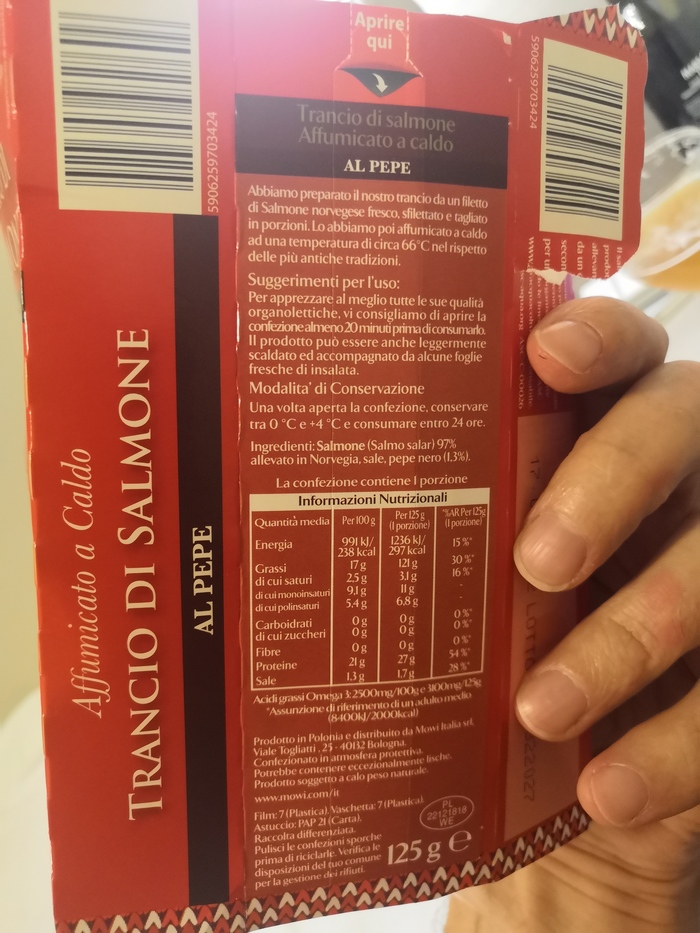 Aprire
qui
5906259703424
5906259703424
Trancio di salmone
Affumicato a caldo
AL PEPE
Abbiamo preparato il nostro trancio da un filetto
di Salmone norvegese fresco, sfilettato e tagliato
in porzioni. Lo abbiamo poi affumicato a caldo
ad una temperatura di circa 66°C nel rispetto
delle più antiche tradizioni.
Suggerimenti per l'uso:
Per apprezzare al meglio tutte le sue qualità
organolettiche, vi consigliamo di aprire la
confezione almeno 20 minuti prima di consumarlo.
Il prodotto può essere anche leggermente
scaldato ed accompagnato da alcune foglie
fresche di insalata.
Modalita' di Conservazione
Una volta aperta la confezione, conservare
tra 0 °C e +4 °C e consumare entro 24 ore.
Ingredienti: Salmone (Salmo salar) 97%
allevato in Norvegia, sale, pepe nero (1,3%).
La confezione contiene 1 porzione
Informazioni Nutrizionali
Quantità media Per 100 g Per 125 g (1 porzione) *%AR Per 125g (1 porzione)
Energia 991 kJ/ 238 kcal 1236 kJ/ 297 kcal 15 %*
Grassi 17 g 121 g 30 %*
di cui saturi 2.5 g 3.1 g 16 %*
di cui monoinsaturi 9,1 g 11 g -
di cui polinsaturi 5,4 g 6.8 g -
Carboidrati 0 g 0 g 0 %*
di cui zuccheri 0 g 0 g 0 %*
Fibre 0 g 0 g 0 %*
Proteine 21 g 27 g 54 %*
Sale 1.3 g 1.7 g 28 %*
Acidi grassi Omega 3: 2500mg/100g e 3100mg/125g
*Assunzione di riferimento di un adulto medio
(8400kJ/2000kcal)
Prodotto in Polonia e distribuito da Mowi Italia srl,
Viale Togliatti , 25 - 40132 Bologna.
Confezionato in atmosfera protettiva.
Potrebbe contenere eccezionalmente lische.
Prodotto soggetto a calo peso naturale.
www.mowi.com/it
Film: 7 (Plastica). Vaschetta: 7 (Plastica).
Astuccio: PAP 21 (Carta).
Raccolta differenziata.
Pulisci le confezioni sporche
prima di riciclarle. Verifica le
disposizioni del tuo comune
per la gestione dei rifiuti.
PL
22121818
WE
125 g e
Affumicato a Caldo
TRANCIO DI SALMONE
AL PEPE